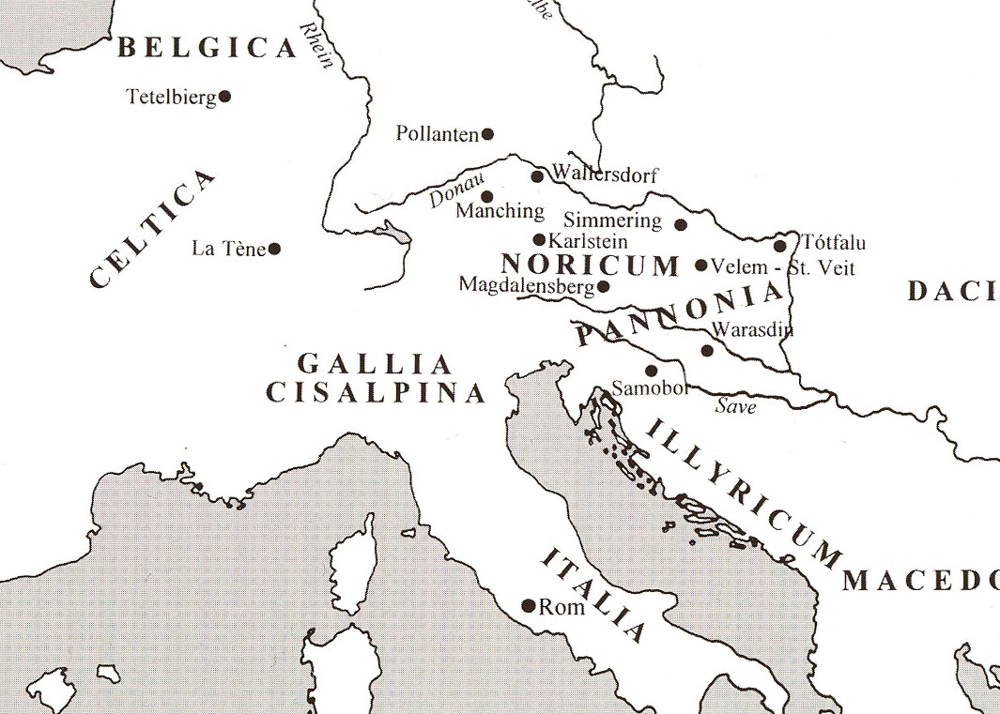 BELGICA
Rhein
Elbe
Tetelbierg
Pollanten
CELTICA
Wallersdorf
Donau
Manching
Simmering
La Tène
Karlstein
Tótfalu
NORICUM
Velem - St. Veit
Magdalensberg
DACI
PANNONIA
Warasdin
GALLIA
CISALPINA
Samobor
Save
ILLYRICUM
ITALIA
MACEDO
Rom